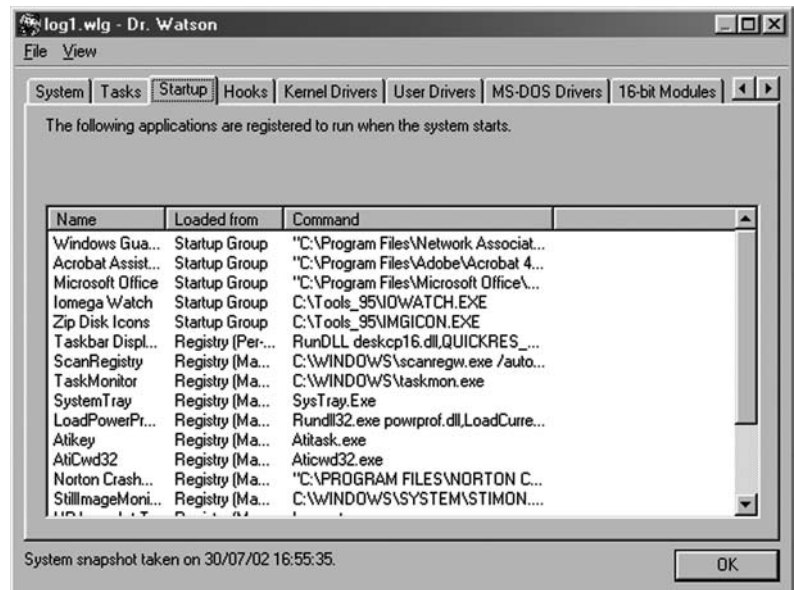 log1.wlg - Dr. Watson
File View
System Tasks Startup Hooks Kernel Drivers User Drivers MS-DOS Drivers 16-bit Modules
The following applications are registered to run when the system starts.
Name Loaded from Command
Windows Gua... Startup Group "C:\Program Files\Network Associat...
Acrobat Assist... Startup Group "C:\Program Files\Adobe\Acrobat 4...
Microsoft Office Startup Group "C:\Program Files\Microsoft Office\...
Iomega Watch Startup Group C:\Tools_95\IOWATCH.EXE
Zip Disk Icons Startup Group C:\Tools_95\IMGICON.EXE
Taskbar Displ... Registry (Per-... RunDLL deskcp16.dll,QUICKRES_...
ScanRegistry Registry (Ma... C:\WINDOWS\scanregw.exe /auto...
TaskMonitor Registry (Ma... C:\WINDOWS\taskmon.exe
SystemTray Registry (Ma... SysTray.Exe
LoadPowerPr... Registry (Ma... Rundll32.exe powrprof.dll,LoadCurre...
Atikey Registry (Ma... Atitask.exe
AtiCwd32 Registry (Ma... Aticwd32.exe
Norton Crash... Registry (Ma... "C:\PROGRAM FILES\NORTON C...
StillImageMoni... Registry (Ma... C:\WINDOWS\SYSTEM\STIMON....
System snapshot taken on 30/07/02 16:55:35.
OK